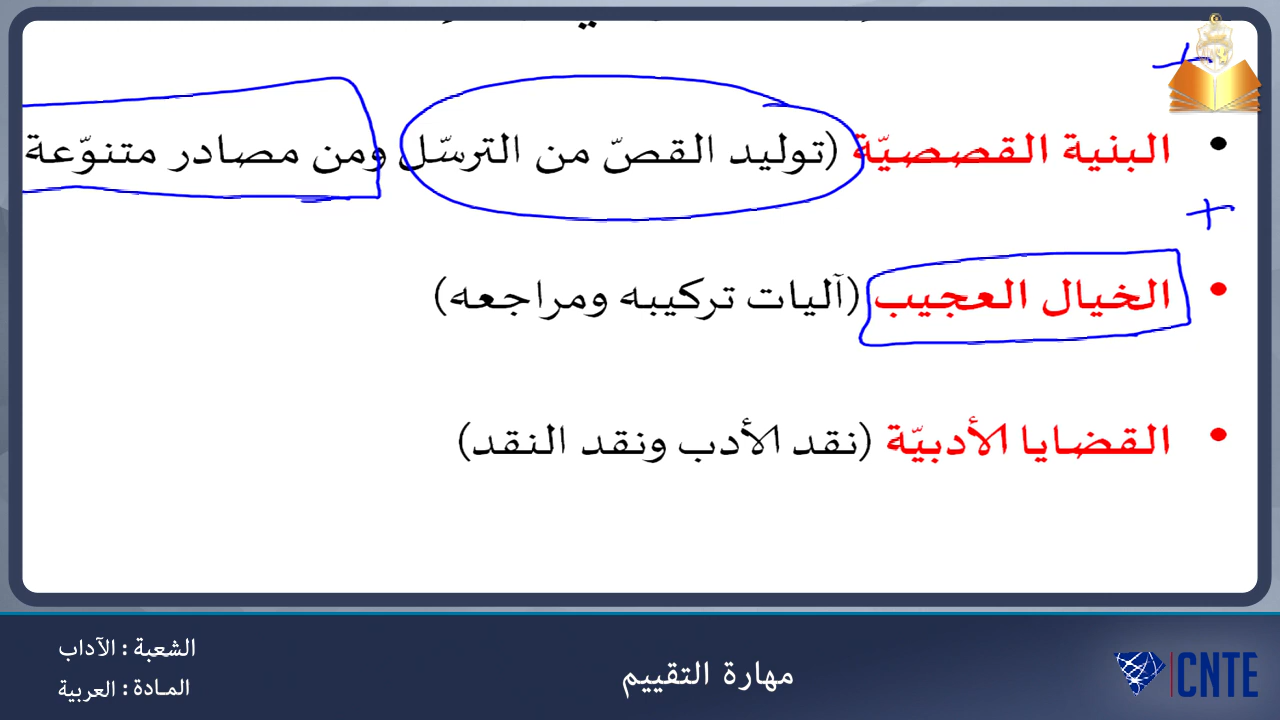 البنية القصصيّة (توليد القصّ من الترسّل ومن مصادر متنوّعة
الخيال العجيب (آليات تركيبه ومراجعه)
القضايا الأدبيّة (نقد الأدب ونقد النقد)
الشعبة : الآداب
المادة : العربية
مهارة التقييم
CNTE